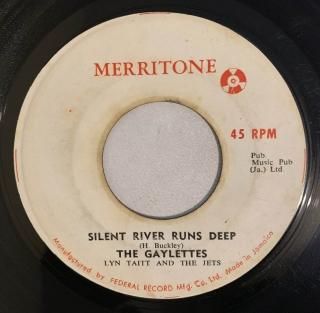 MERRITONE
45 RPM
Pub
Music Pub
(Ja.) Ltd
SILENT RIVER RUNS DEEP
(H. Buckley)
THE GAYLETTES
LYN TAITT AND THE JETS
Manufactured by FEDERAL RECORD Mfg. Co. Ltd. Made in Jamaica